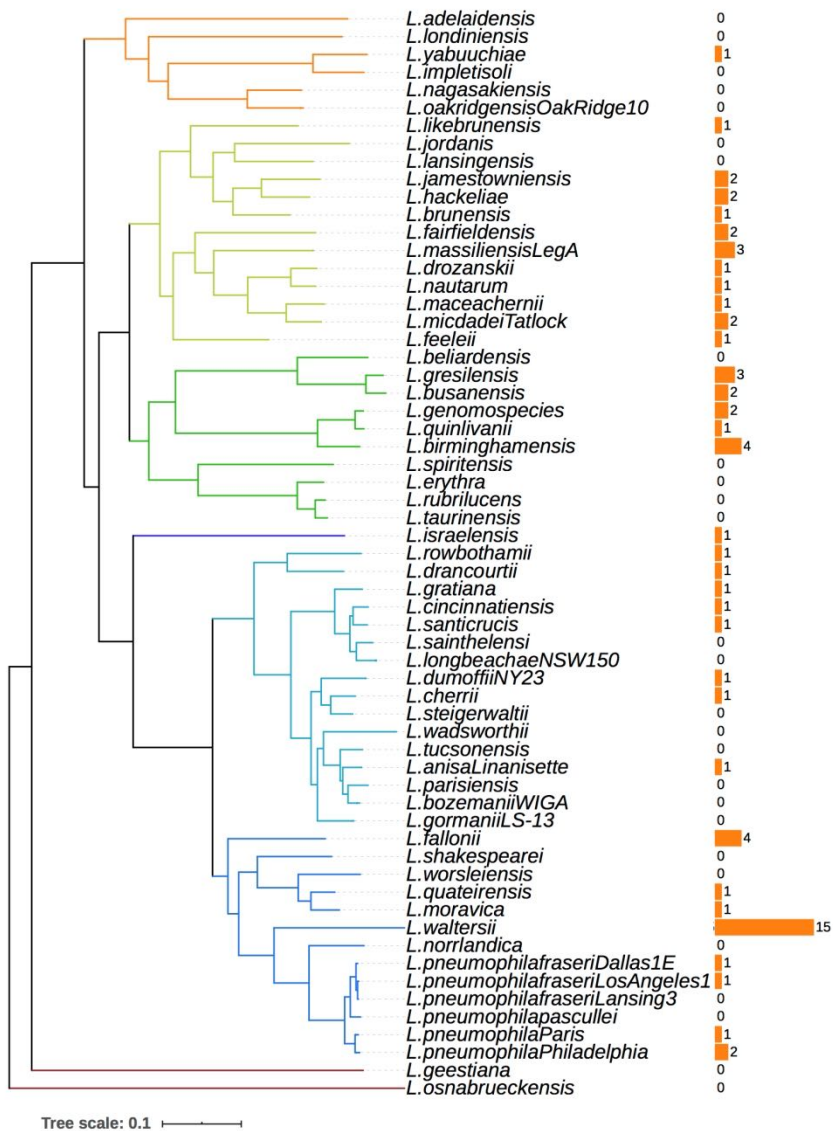 L.adelaidensis 0
L.londiniensis 0
L.yabuuchiae 1
L.impletisoli 0
L.nagasakiensis 0
L.oakridgensisOakRidge10 0
L.likebrunensis 1
L.jordanis 0
L.lansingensis 0
L.jamestowniensis 2
L.hackeliae 2
L.brunensis 1
L.fairfieldensis 2
L.massiliensisLegA 3
L.drozanskii 1
L.nautarum 1
L.maceachernii 1
L.micdadeiTatlock 2
L.feeleii 1
L.beliardensis 0
L.gresilensis 3
L.busanensis 2
L.genomospecies 2
L.quinlivanii 1
L.birminghamensis 4
L.spiritensis 0
L.erythra 0
L.rubrilucens 0
L.taurinensis 0
L.israelensis 1
L.rowbothamii 1
L.drancourtii 1
L.gratiana 1
L.cincinnatiensis 1
L.santicrucis 1
L.sainthelensi 0
L.longbeachaeNSW150 0
L.dumoffiiNY23 1
L.cherrii 1
L.steigerwaltii 0
L.wadsworthii 0
L.tucsonensis 0
L.anisaLinanisette 1
L.parisiensis 0
L.bozemaniiWIGA 0
L.gormaniiLS-13 0
L.fallonii 4
L.shakespearei 0
L.worsleiensis 0
L.quateirensis 1
L.moravica 1
L.waltersii 15
L.norrlandica 0
L.pneumophilafraseriDallas1E 1
L.pneumophilafraseriLosAngeles1 1
L.pneumophilafraseriLansing3 0
L.pneumophilapascullei 0
L.pneumophilaParis 1
L.pneumophilaPhiladelphia 2
L.geestiana 0
L.osnabrueckensis 0
Tree scale: 0.1